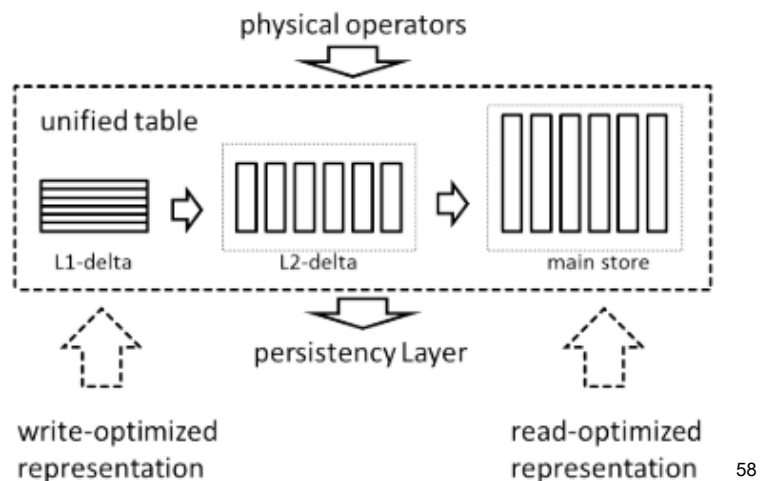 physical operators
unified table
L1-delta
L2-delta
main store
persistency Layer
write-optimized
representation
read-optimized
representation
58